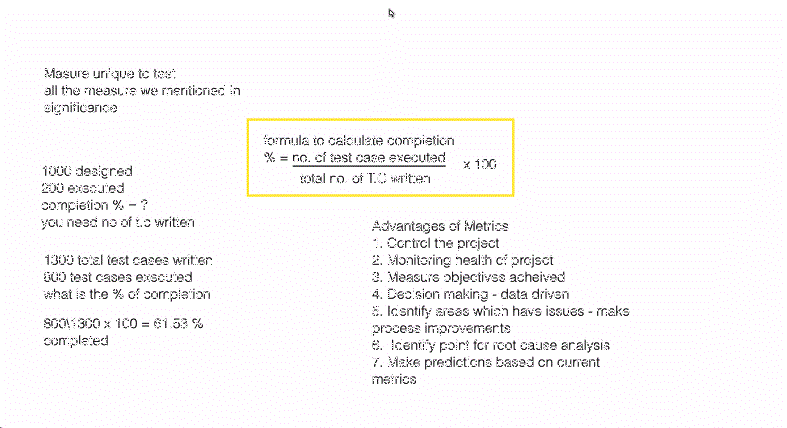 Masure unique to test
all the measure we mentioned in
significance
formula to calculate completion
% = no. of test case executed x 100
total no. of T.C written
1000 designed
200 executed
completion % = ?
you need no of t.c written
1300 total test cases written
800 test cases executed
what is the % of completion
800\1300 x 100 = 61.53 %
completed
Advantages of Metrics
1. Control the project
2. Monitoring health of project
3. Measure objectives acheived
4. Decision making - data driven
5. Identify areas which have issues - make
process improvements
6. Identify point for root cause analysis
7. Make predictions based on current
metrics